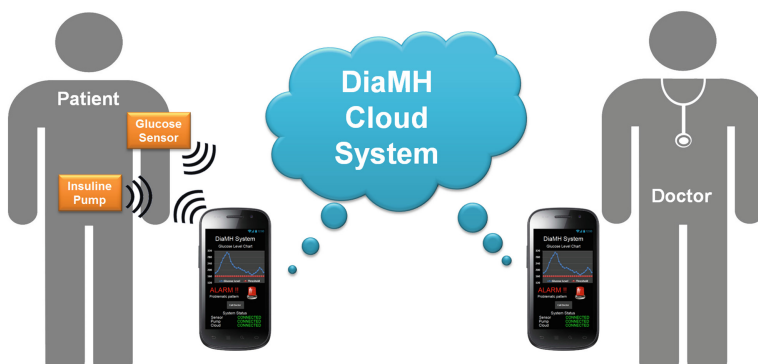 Patient
Glucose
Sensor
Insuline
Pump
DiaMH
Cloud
System
Doctor
DiaMH System
Glucose Level Chart
ALARM !!
Problematic pattern
System Status
Sensor CONNECTED
Pump CONNECTED
Cloud CONNECTED
DiaMH System
Glucose Level Chart
ALARM !!
Problematic pattern
System Status
Sensor CONNECTED
Pump CONNECTED
Cloud CONNECTED